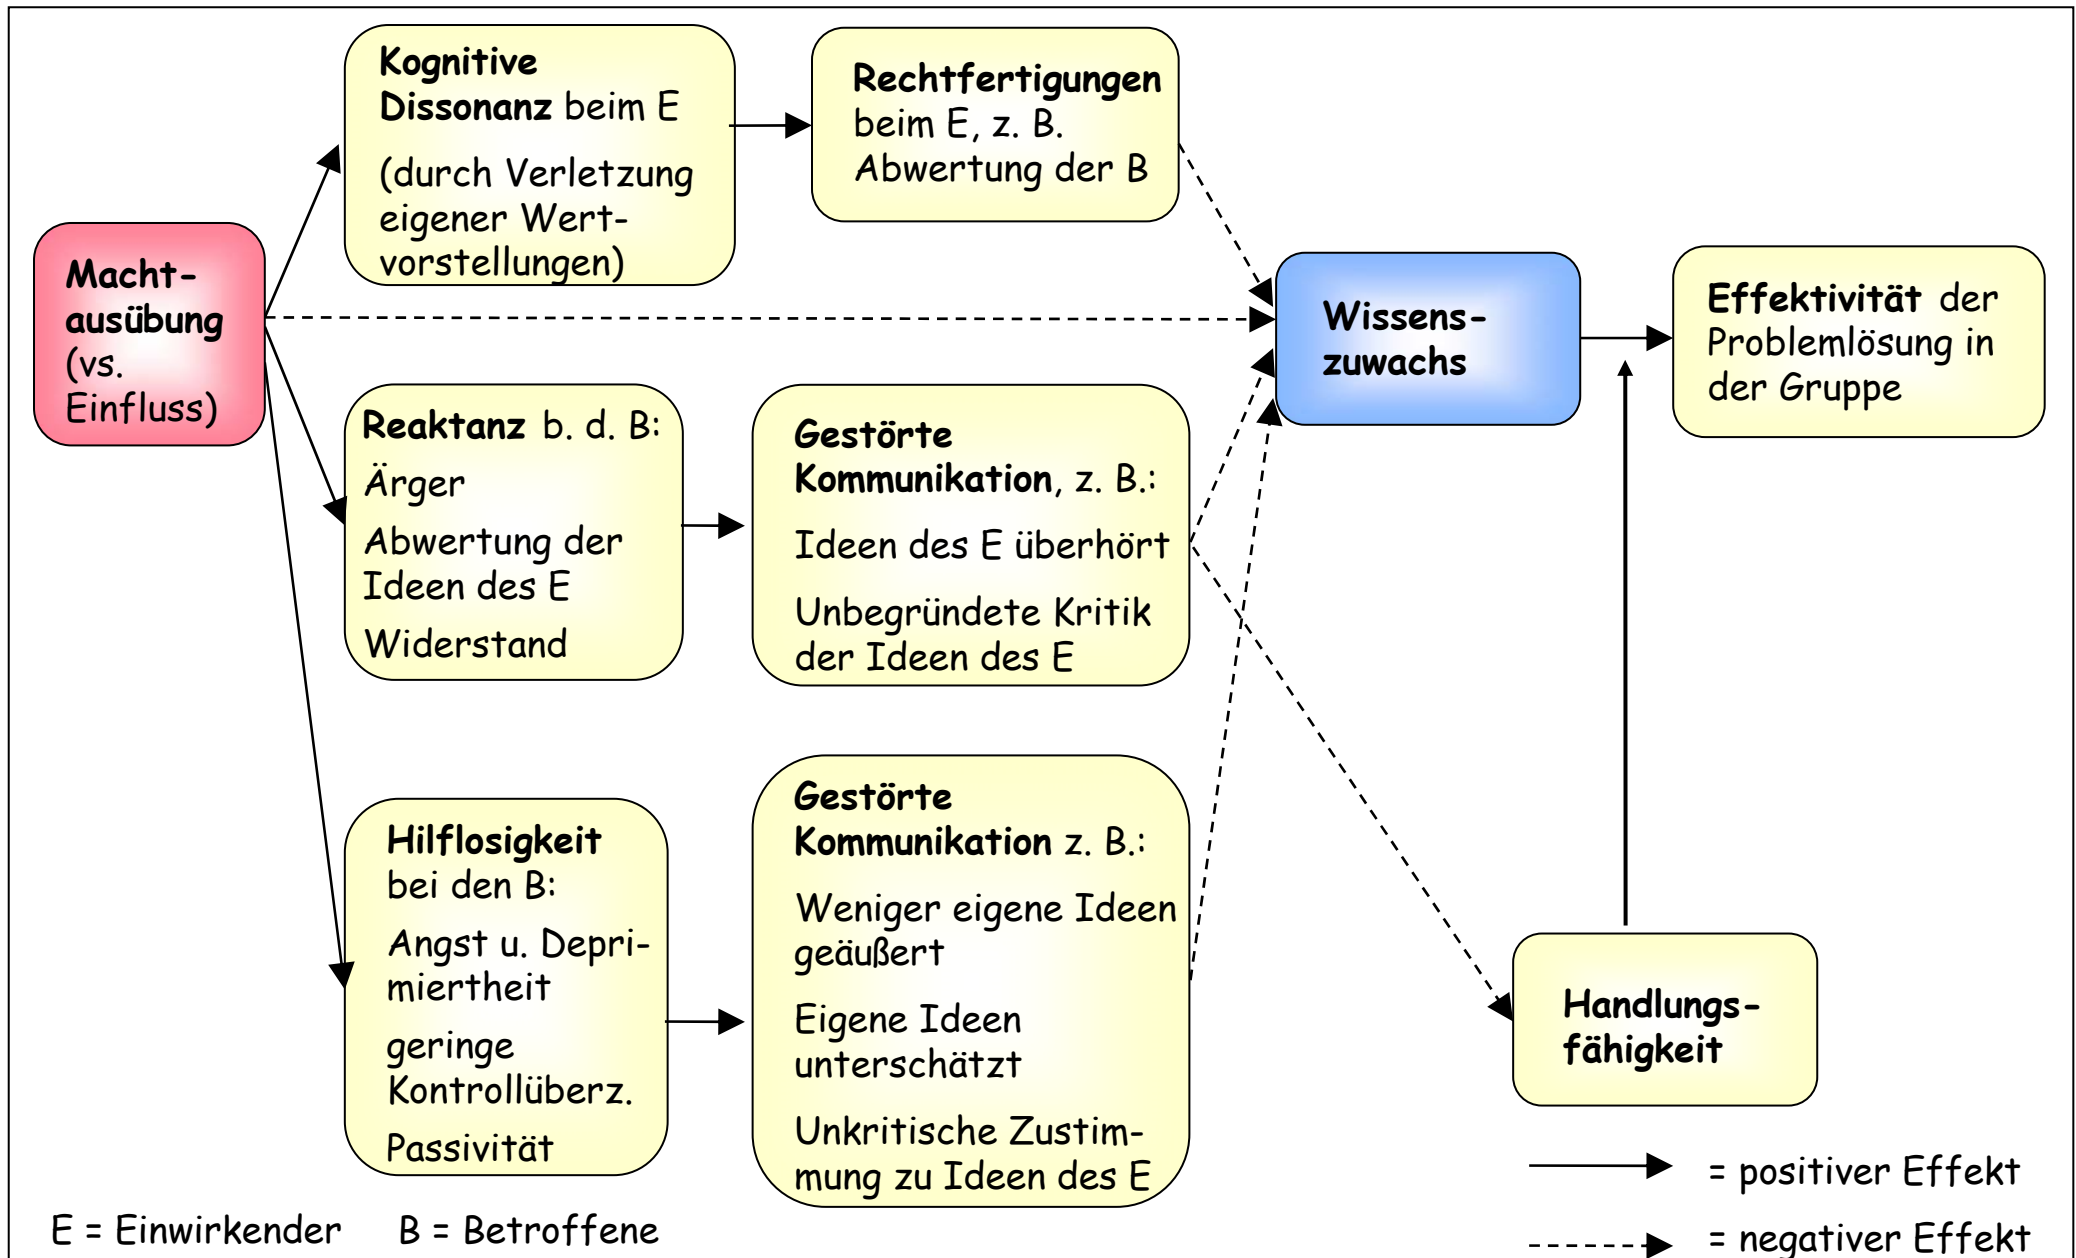 Kognitive
Dissonanz beim E
(durch Verletzung
eigener Wert-
vorstellungen)
Rechtfertigungen
beim E, z. B.
Abwertung der B
Macht-
ausübung
(vs.
Einfluss)
Wissens-
zuwachs
Effektivität der
Problemlösung in
der Gruppe
Reaktanz b. d. B:
Ärger
Abwertung der
Ideen des E
Widerstand
Gestörte
Kommunikation, z. B.:
Ideen des E überhört
Unbegründete Kritik
der Ideen des E
Hilflosigkeit
bei den B:
Angst u. Depri-
miertheit
geringe
Kontrollüberz.
Passivität
Gestörte
Kommunikation z. B.:
Weniger eigene Ideen
geäußert
Eigene Ideen
unterschätzt
Unkritische Zustim-
mung zu Ideen des E
Handlungs-
fähigkeit
= positiver Effekt
= negativer Effekt
E = Einwirkender B = Betroffene